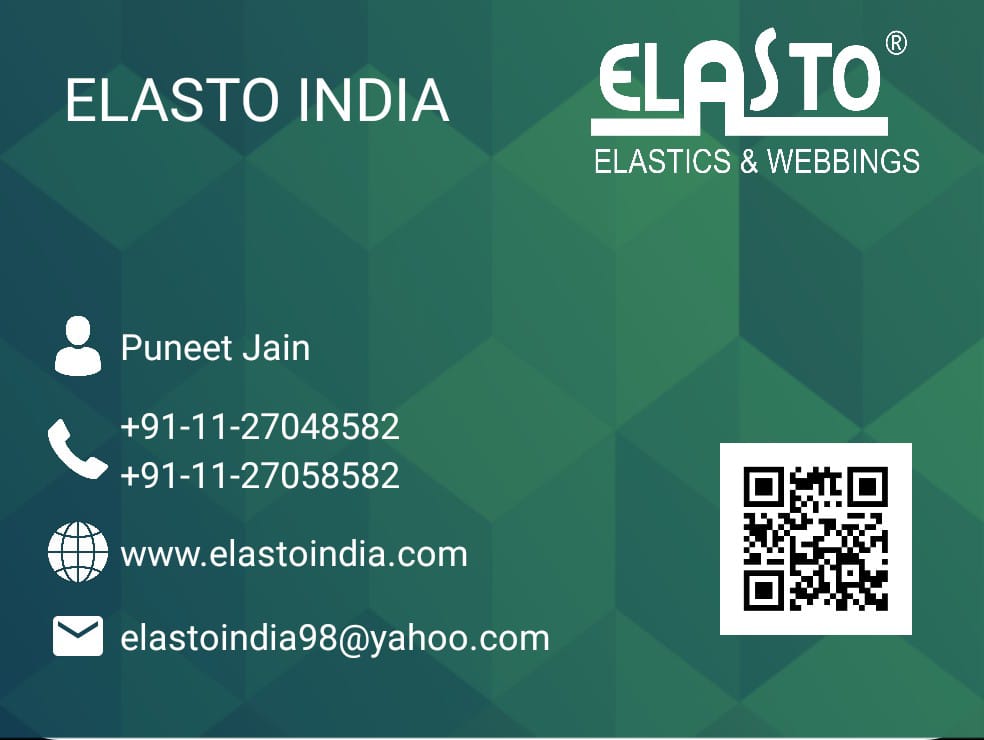 ELASTO INDIA
ELASTO®
ELASTICS & WEBBINGS
Puneet Jain
+91-11-27048582
+91-11-27058582
www.elastoindia.com
elastoindia98@yahoo.com